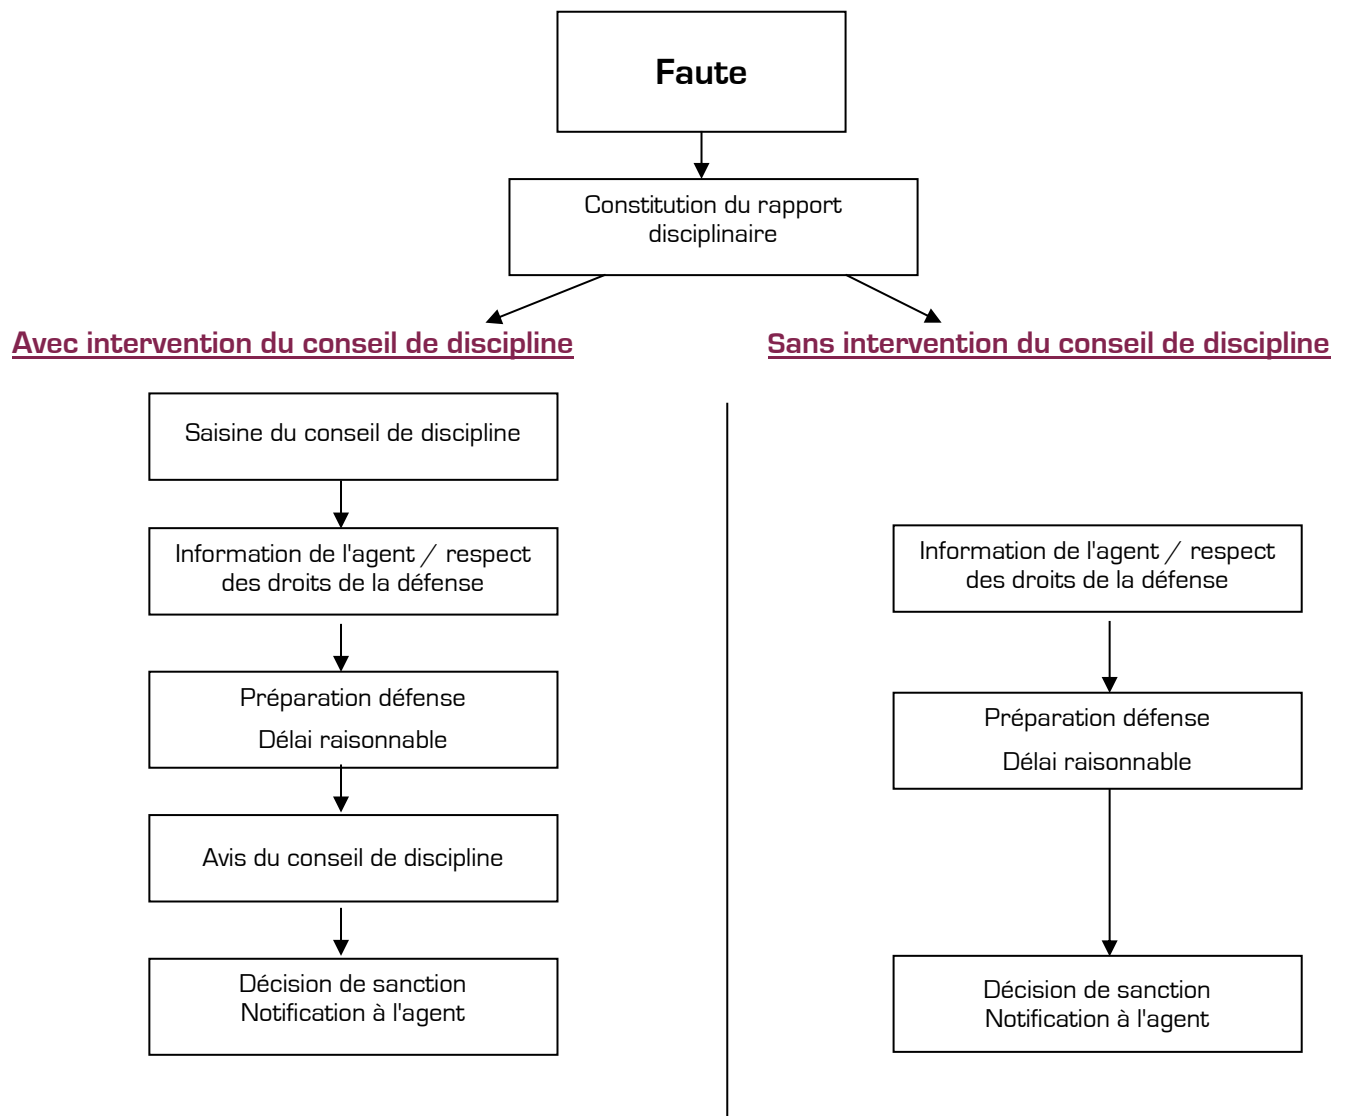 Faute
Constitution du rapport
disciplinaire
Avec intervention du conseil de discipline
Sans intervention du conseil de discipline
Saisine du conseil de discipline
Information de l'agent / respect
des droits de la défense
Préparation défense
Délai raisonnable
Avis du conseil de discipline
Décision de sanction
Notification à l'agent
Information de l'agent / respect
des droits de la défense
Préparation défense
Délai raisonnable
Décision de sanction
Notification à l'agent